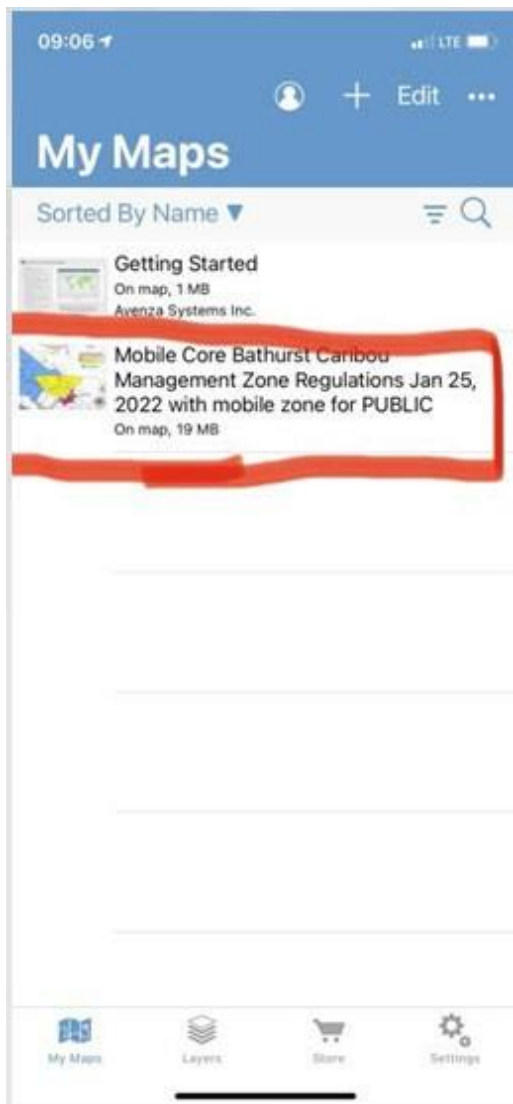 09:06
LTE
Edit
My Maps
Sorted By Name ▼
Getting Started
On map, 1 MB
Avenza Systems Inc.
Mobile Core Bathurst Caribou
Management Zone Regulations Jan 25,
2022 with mobile zone for PUBLIC
On map, 19 MB
My Maps
Layers
Store
Settings